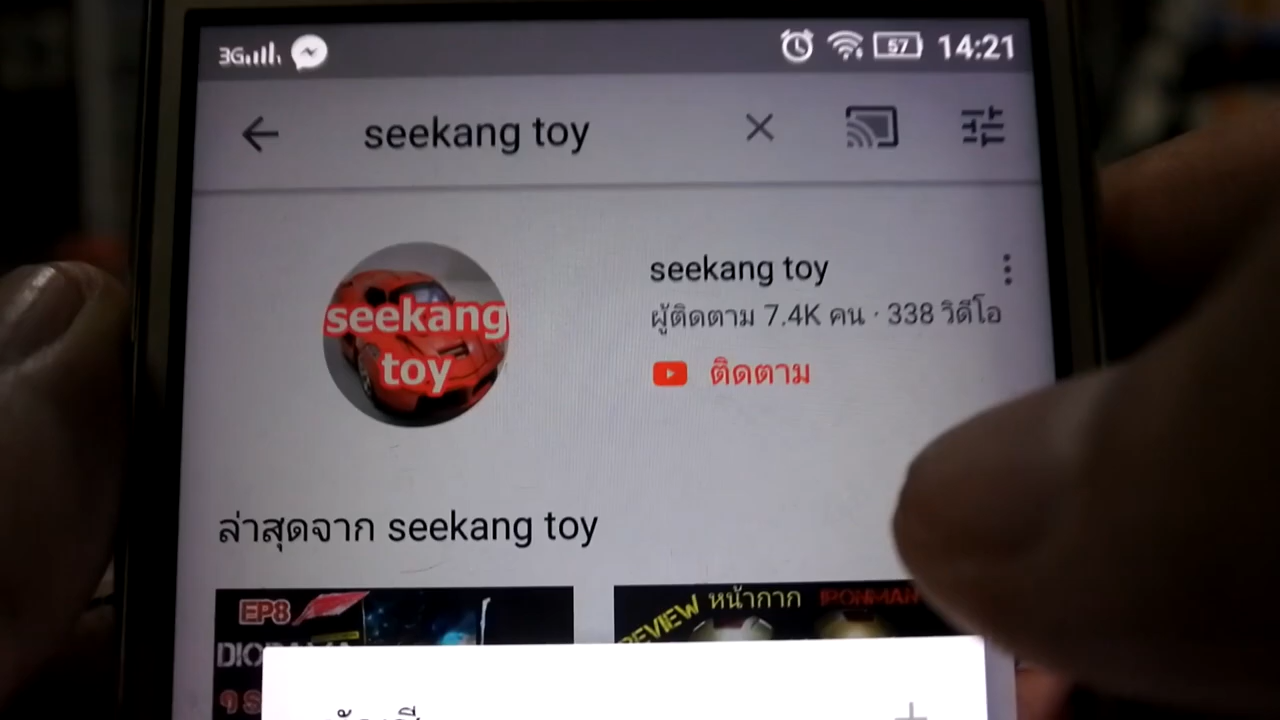 3G 57 14:21
seekang toy
seekang
toy
seekang toy
ผู้ติดตาม 7.4K คน · 338 วิดีโอ
ติดตาม
ล่าสุดจาก seekang toy
EP8
REVIEW หน้ากาก IRONMAN